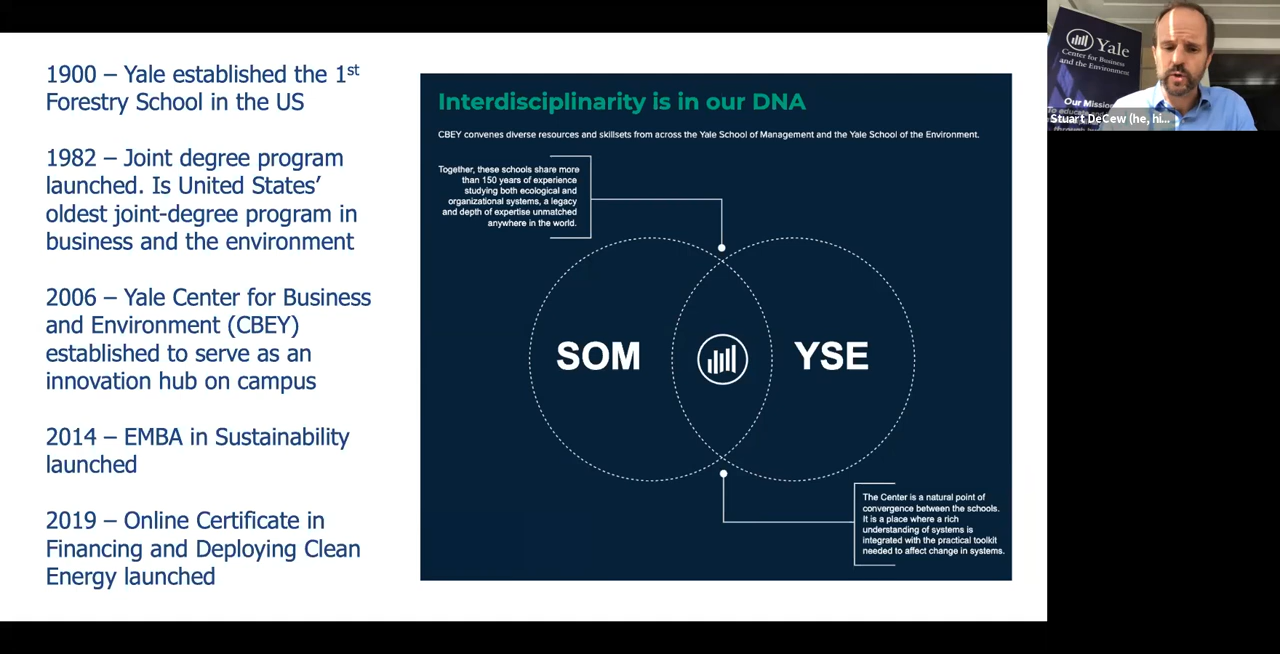 1900 – Yale established the 1st
Forestry School in the US
1982 – Joint degree program
launched. Is United States’
oldest joint-degree program in
business and the environment
2006 – Yale Center for Business
and Environment (CBEY)
established to serve as an
innovation hub on campus
2014 – EMBA in Sustainability
launched
2019 – Online Certificate in
Financing and Deploying Clean
Energy launched
Interdisciplinarity is in our DNA
CBEY convenes diverse resources and skillsets from across the Yale School of Management and the Yale School of the Environment.
Together, these schools share more
than 150 years of experience
studying both ecological and
organizational systems, a legacy
and depth of expertise unmatched
anywhere in the world.
SOM
YSE
The Center is a natural point of
convergence between the schools.
It is a place where a rich
understanding of systems is
integrated with the practical toolkit
needed to affect change in systems.
Yale
Center for Business
and the Environment
Our Mission
To educate and
through
Stuart DeCew (he, hi...